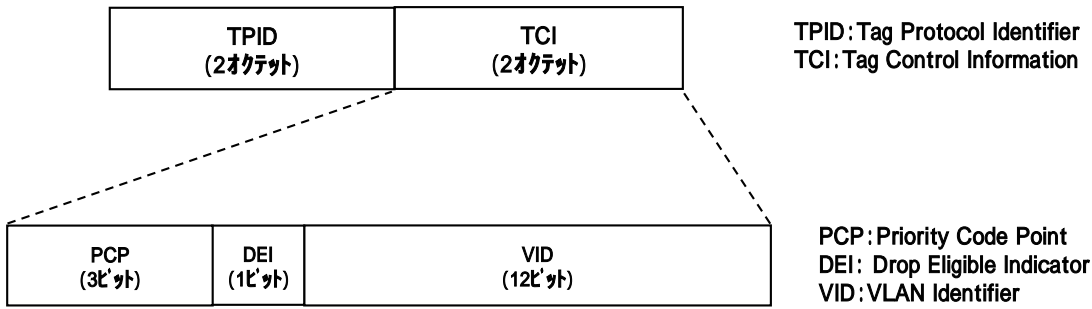 TPID
(2ｵｸﾃｯﾄ)
TCI
(2ｵｸﾃｯﾄ)
TPID:Tag Protocol Identifier
TCI:Tag Control Information
PCP
(3ﾋﾞｯﾄ)
DEI
(1ﾋﾞｯﾄ)
VID
(12ﾋﾞｯﾄ)
PCP:Priority Code Point
DEI: Drop Eligible Indicator
VID:VLAN Identifier